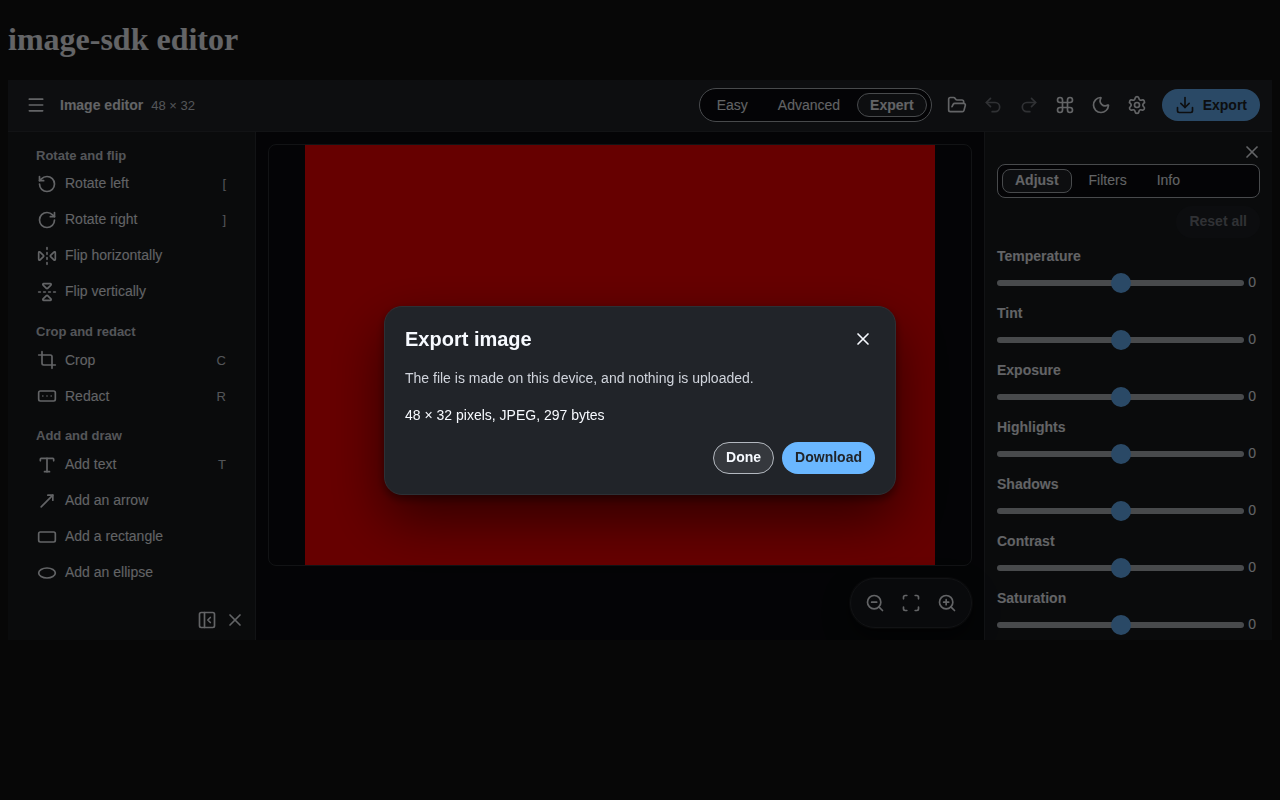 image-sdk editor
Image editor 48 × 32
Easy Advanced Expert
Export
Rotate and flip
Rotate left [
Rotate right ]
Flip horizontally
Flip vertically
Crop and redact
Crop C
Redact R
Add and draw
Add text T
Add an arrow
Add a rectangle
Add an ellipse
Export image
The file is made on this device, and nothing is uploaded.
48 × 32 pixels, JPEG, 297 bytes
Done Download
Adjust Filters Info
Reset all
Temperature
0
Tint
0
Exposure
0
Highlights
0
Shadows
0
Contrast
0
Saturation
0